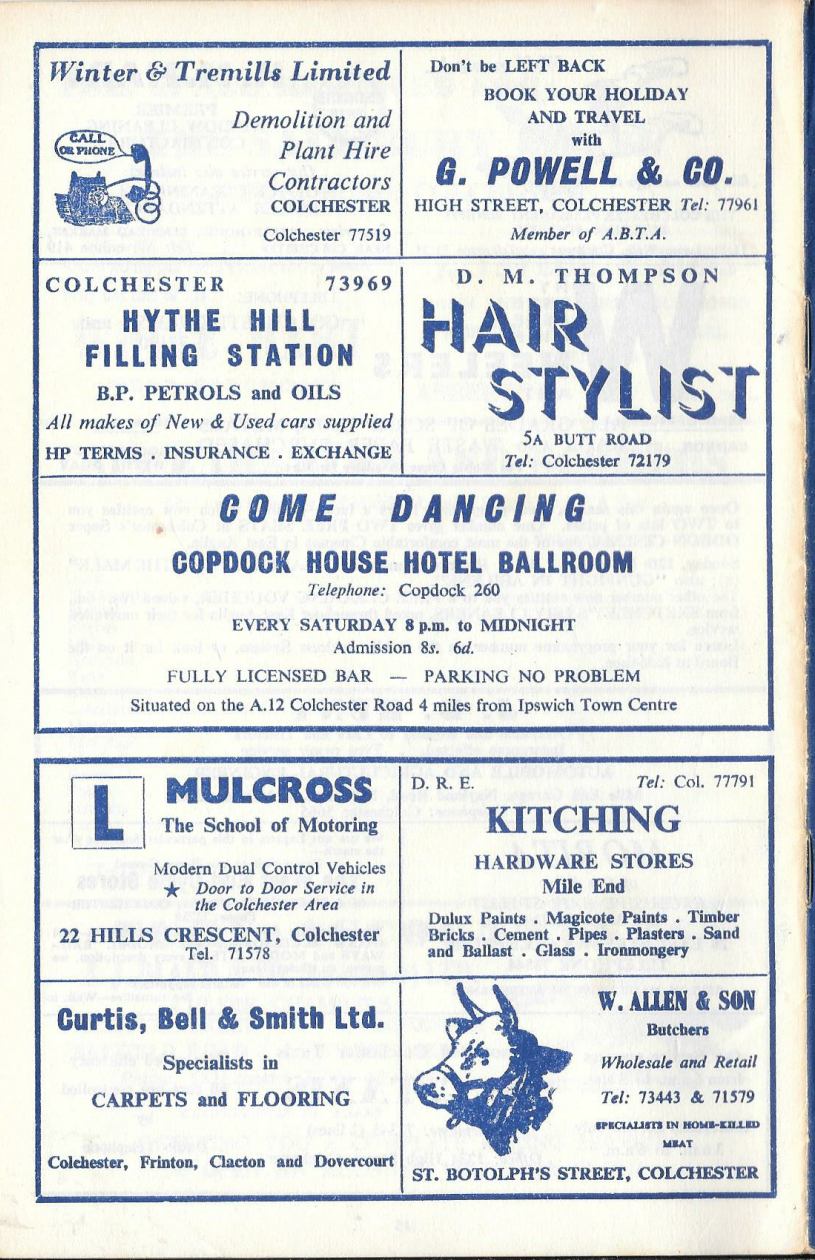 Winter & Tremills Limited
CALL
OR PHONE
Demolition and
Plant Hire
Contractors
COLCHESTER
Colchester 77519
Don't be LEFT BACK
BOOK YOUR HOLIDAY
AND TRAVEL
with
G. POWELL & CO.
HIGH STREET, COLCHESTER Tel: 77961
Member of A.B.T.A.
COLCHESTER 73969
HYTHE HILL
FILLING STATION
B.P. PETROLS and OILS
All makes of New & Used cars supplied
HP TERMS . INSURANCE . EXCHANGE
D. M. THOMPSON
HAIR
STYLIST
5A BUTT ROAD
Tel: Colchester 72179
COME DANCING
COPDOCK HOUSE HOTEL BALLROOM
Telephone: Copdock 260
EVERY SATURDAY 8 p.m. to MIDNIGHT
Admission 8s. 6d.
FULLY LICENSED BAR — PARKING NO PROBLEM
Situated on the A.12 Colchester Road 4 miles from Ipswich Town Centre
L
MULCROSS
The School of Motoring
Modern Dual Control Vehicles
★ Door to Door Service in
the Colchester Area
22 HILLS CRESCENT, Colchester
Tel. 71578
D. R. E. Tel: Col. 77791
KITCHING
HARDWARE STORES
Mile End
Dulux Paints . Magicote Paints . Timber
Bricks . Cement . Pipes . Plasters . Sand
and Ballast . Glass . Ironmongery
Curtis, Bell & Smith Ltd.
Specialists in
CARPETS and FLOORING
Colchester, Frinton, Clacton and Dovercourt
W. ALLEN & SON
Butchers
Wholesale and Retail
Tel: 73443 & 71579
SPECIALISTS IN HOME-KILLED
MEAT
ST. BOTOLPH'S STREET, COLCHESTER